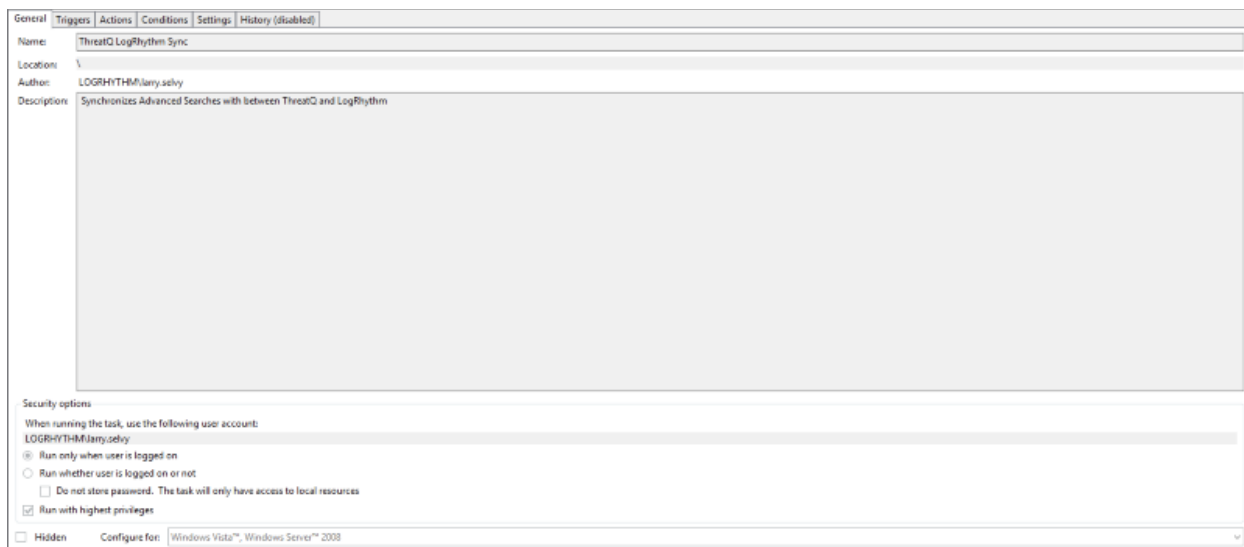 General Triggers Actions Conditions Settings History (disabled)
Name: ThreatQ LogRhythm Sync
Location: \
Author: LOGRHYTHM\larry.selvy
Description: Synchronizes Advanced Searches with between ThreatQ and LogRhythm
Security options
When running the task, use the following user account:
LOGRHYTHM\larry.selvy
Run only when user is logged on
Run whether user is logged on or not
Do not store password. The task will only have access to local resources
Run with highest privileges
Hidden Configure for: Windows Vista™, Windows Server™ 2008